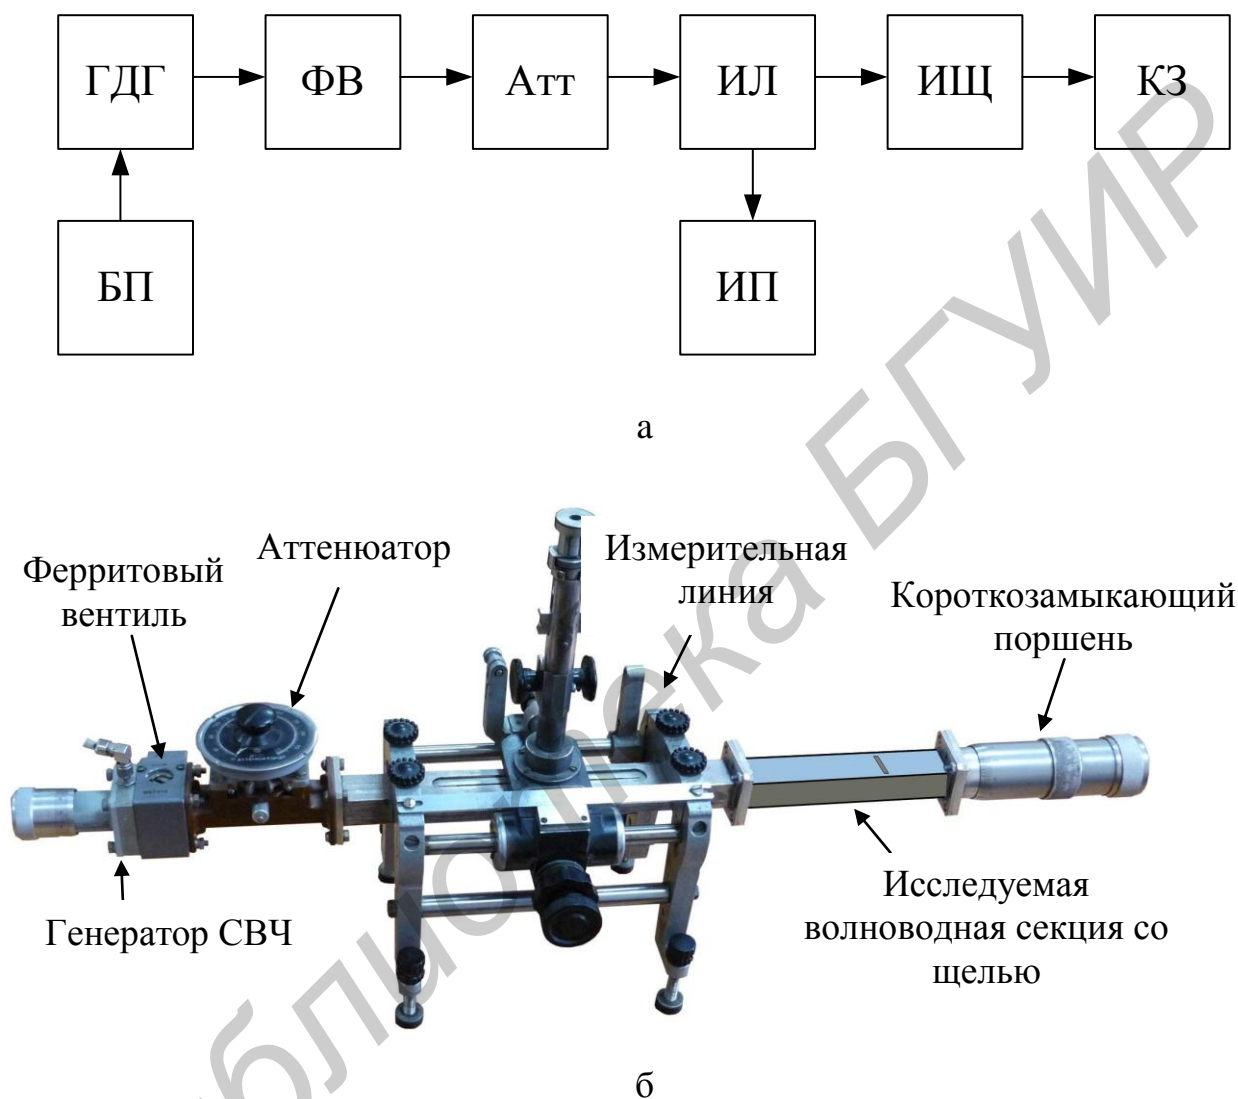 ГДГ ФВ Атт ИЛ ИЩ КЗ
БП ИП
а
Аттенюатор
Ферритовый
вентиль
Измерительная
линия
Короткозамыкающий
поршень
Генератор СВЧ
Исследуемая
волноводная секция со
щелью
б
блиотека БГУИР